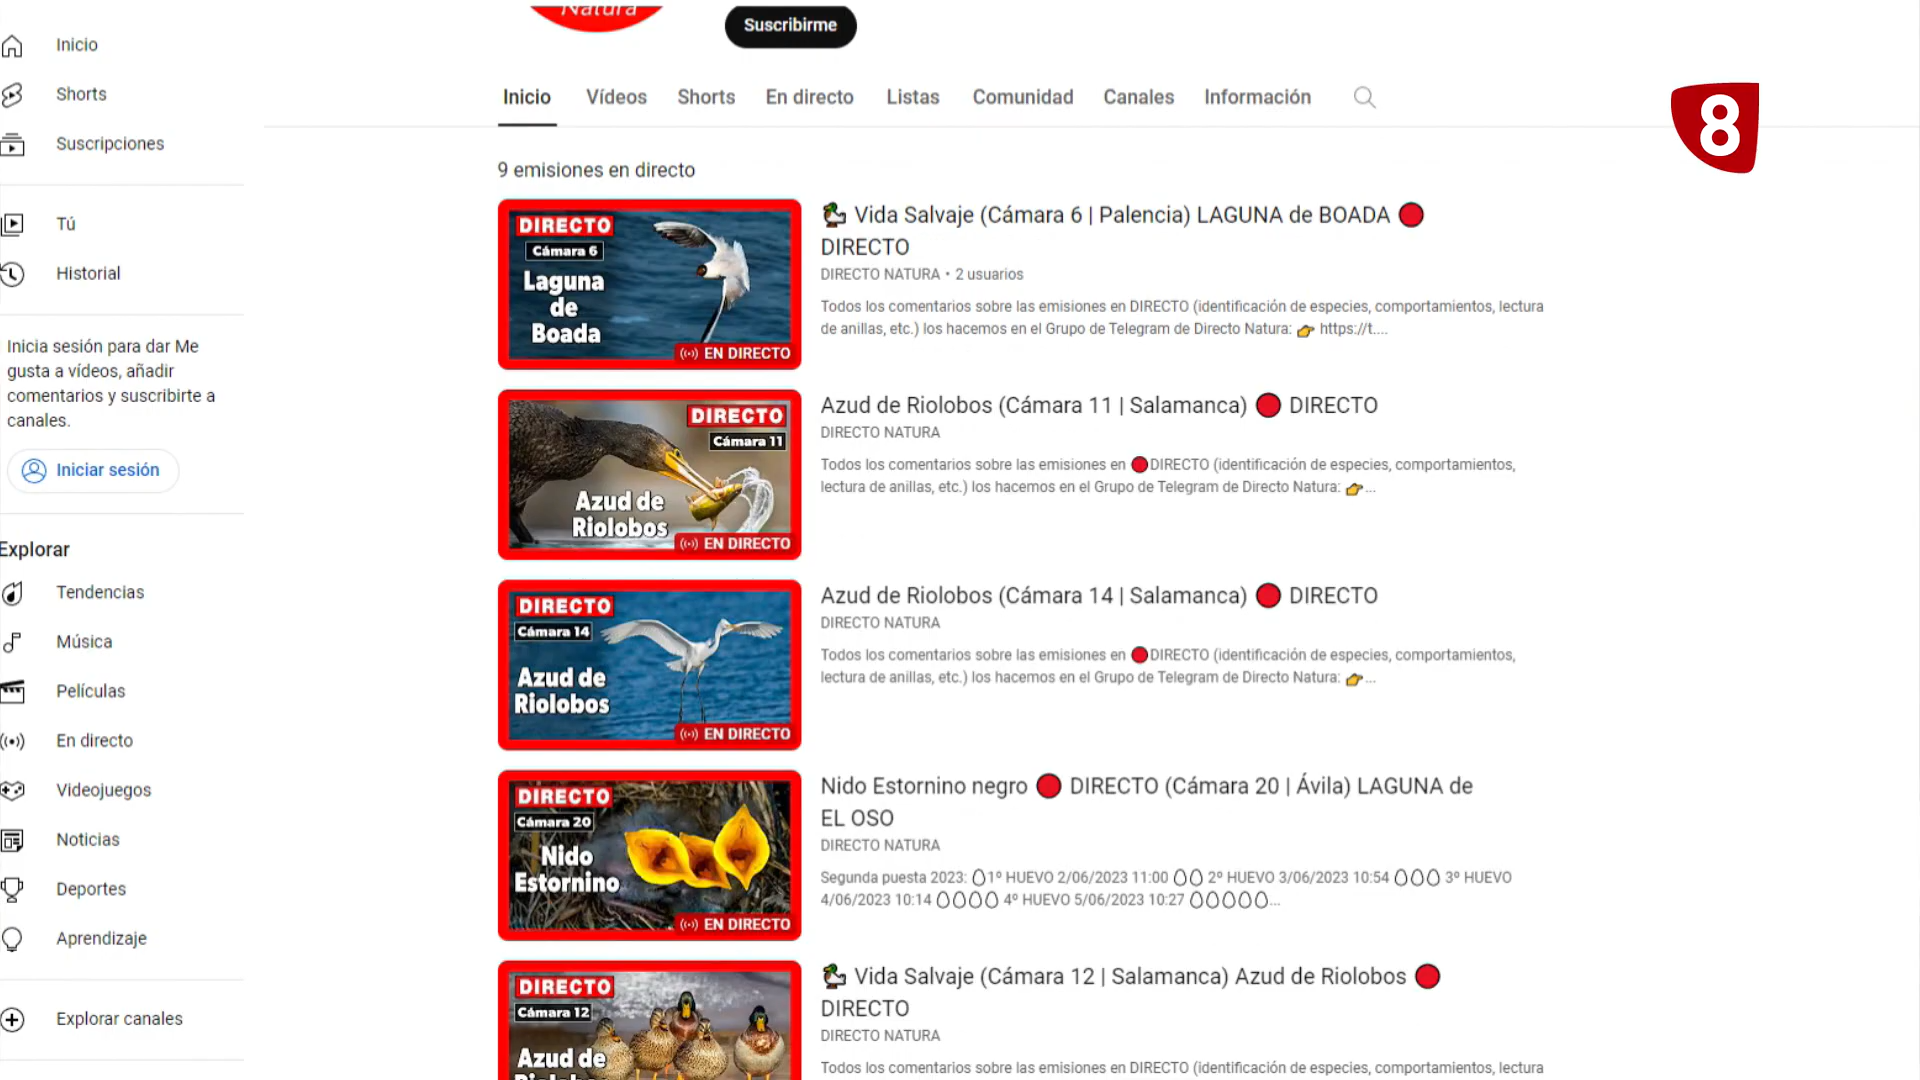 Natura
Suscribirme
Inicio
Shorts
Suscripciones
Tú
Historial
Inicia sesión para dar Me
gusta a vídeos, añadir
comentarios y suscribirte a
canales.
Iniciar sesión
Explorar
Tendencias
Música
Películas
En directo
Videojuegos
Noticias
Deportes
Aprendizaje
Explorar canales
Inicio Vídeos Shorts En directo Listas Comunidad Canales Información
8
9 emisiones en directo
DIRECTO
Cámara 6
Laguna
de
Boada
EN DIRECTO
🦆 Vida Salvaje (Cámara 6 | Palencia) LAGUNA de BOADA 🔴
DIRECTO
DIRECTO NATURA • 2 usuarios
Todos los comentarios sobre las emisiones en DIRECTO (identificación de especies, comportamientos, lectura
de anillas, etc.) los hacemos en el Grupo de Telegram de Directo Natura: 👉 https://t....
DIRECTO
Cámara 11
Azud de
Riolobos
EN DIRECTO
Azud de Riolobos (Cámara 11 | Salamanca) 🔴 DIRECTO
DIRECTO NATURA
Todos los comentarios sobre las emisiones en 🔴DIRECTO (identificación de especies, comportamientos,
lectura de anillas, etc.) los hacemos en el Grupo de Telegram de Directo Natura: 👉...
DIRECTO
Cámara 14
Azud de
Riolobos
EN DIRECTO
Azud de Riolobos (Cámara 14 | Salamanca) 🔴 DIRECTO
DIRECTO NATURA
Todos los comentarios sobre las emisiones en 🔴DIRECTO (identificación de especies, comportamientos,
lectura de anillas, etc.) los hacemos en el Grupo de Telegram de Directo Natura: 👉...
DIRECTO
Cámara 20
Nido
Estornino
EN DIRECTO
Nido Estornino negro 🔴 DIRECTO (Cámara 20 | Ávila) LAGUNA de
EL OSO
DIRECTO NATURA
Segunda puesta 2023: 🥚1º HUEVO 2/06/2023 11:00 🥚🥚 2º HUEVO 3/06/2023 10:54 🥚🥚🥚 3º HUEVO
4/06/2023 10:14 🥚🥚🥚🥚 4º HUEVO 5/06/2023 10:27 🥚🥚🥚🥚🥚...
DIRECTO
Cámara 12
Azud de
Riolobos
🦆 Vida Salvaje (Cámara 12 | Salamanca) Azud de Riolobos 🔴
DIRECTO
DIRECTO NATURA
Todos los comentarios sobre las emisiones en DIRECTO (identificación de especies, comportamientos, lectura